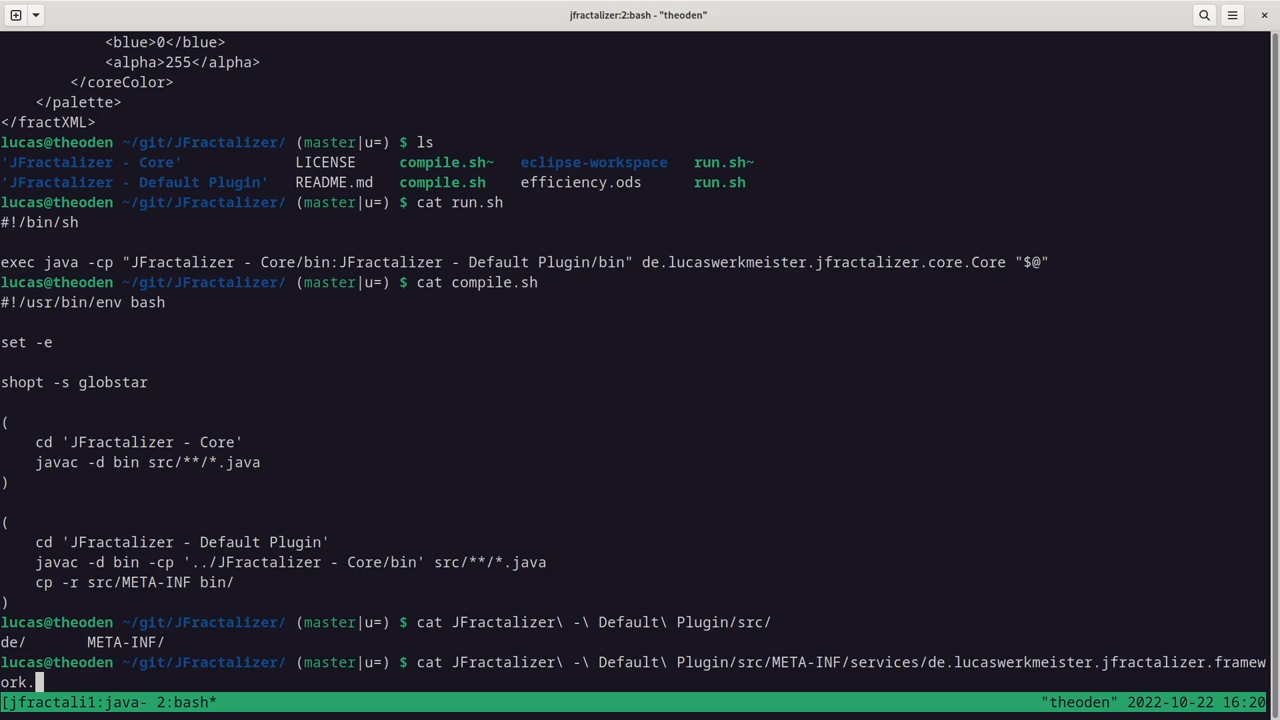 jfractalizer:2:bash - "theoden"
            <blue>0</blue>
            <alpha>255</alpha>
        </coreColor>
    </palette>
</fractXML>
lucas@theoden ~/git/JFractalizer/ (master|u=) $ ls
'JFractalizer - Core'             LICENSE     compile.sh~   eclipse-workspace   run.sh~
'JFractalizer - Default Plugin'   README.md   compile.sh    efficiency.ods      run.sh
lucas@theoden ~/git/JFractalizer/ (master|u=) $ cat run.sh
#!/bin/sh

exec java -cp "JFractalizer - Core/bin:JFractalizer - Default Plugin/bin" de.lucaswerkmeister.jfractalizer.core.Core "$@"
lucas@theoden ~/git/JFractalizer/ (master|u=) $ cat compile.sh
#!/usr/bin/env bash

set -e

shopt -s globstar

(
    cd 'JFractalizer - Core'
    javac -d bin src/**/*.java
)

(
    cd 'JFractalizer - Default Plugin'
    javac -d bin -cp '../JFractalizer - Core/bin' src/**/*.java
    cp -r src/META-INF bin/
)
lucas@theoden ~/git/JFractalizer/ (master|u=) $ cat JFractalizer\ -\ Default\ Plugin/src/
de/       META-INF/
lucas@theoden ~/git/JFractalizer/ (master|u=) $ cat JFractalizer\ -\ Default\ Plugin/src/META-INF/services/de.lucaswerkmeister.jfractalizer.framew
ork.
[jfractali1:java- 2:bash* "theoden" 2022-10-22 16:20